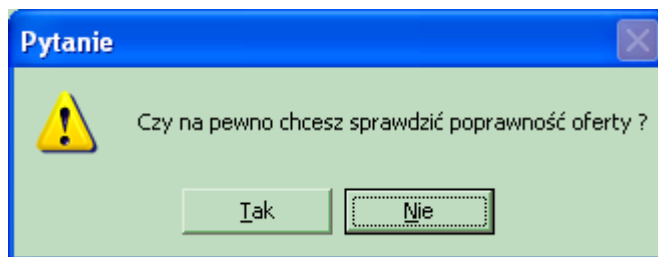 Pytanie
Czy na pewno chcesz sprawdzić poprawność oferty ?
Tak Nie